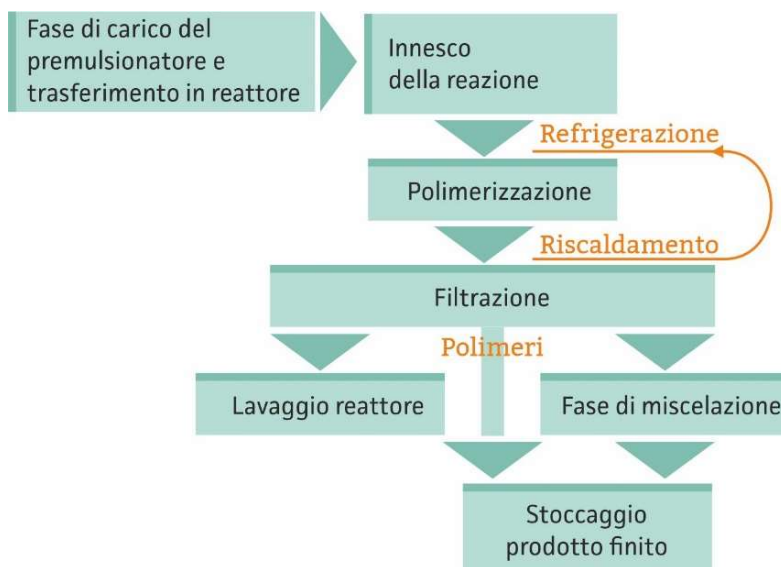 Fase di carico del
premulsionatore e
trasferimento in reattore
Innesco
della reazione
Refrigerazione
Polimerizzazione
Riscaldamento
Filtrazione
Polimeri
Lavaggio reattore
Fase di miscelazione
Stoccaggio
prodotto finito